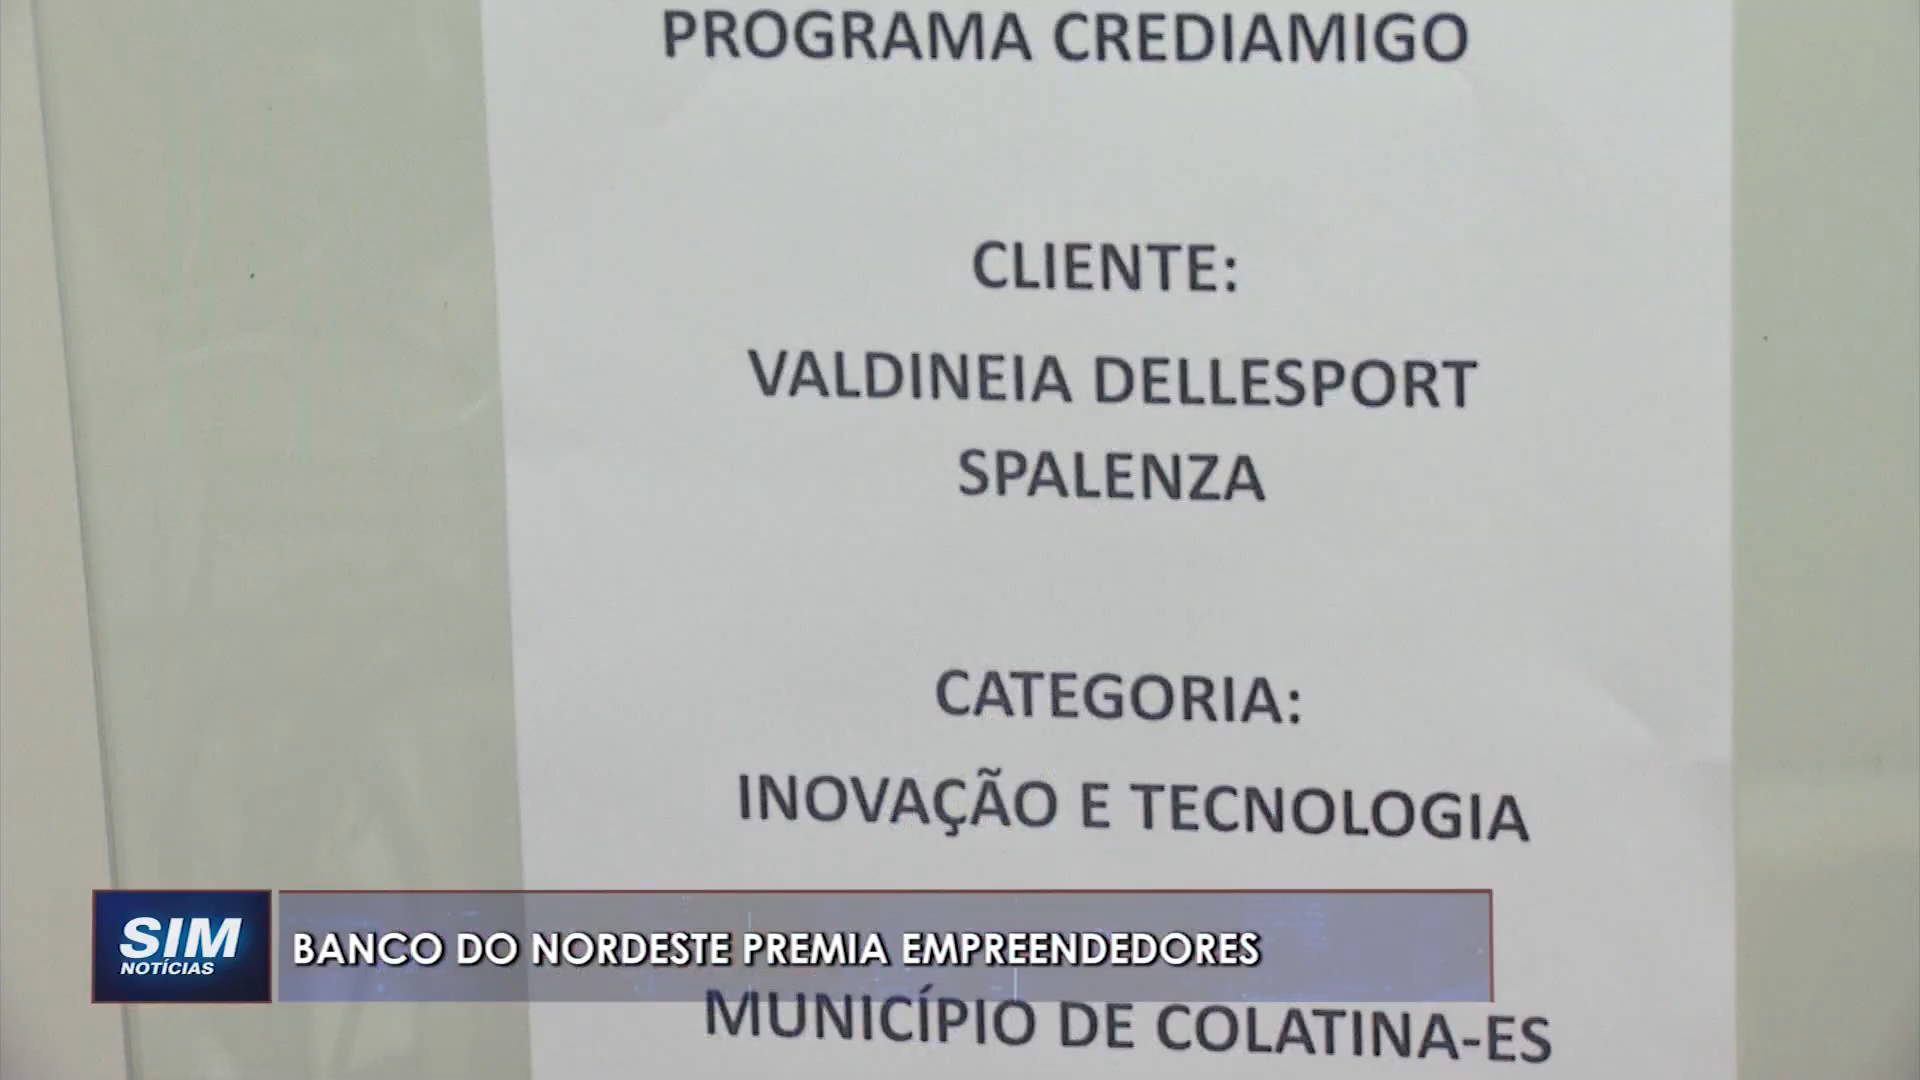 PROGRAMA CREDIAMIGO
CLIENTE:
VALDINEIA DELLESPORT
SPALENZA
CATEGORIA:
INOVAÇÃO E TECNOLOGIA
SIM
NOTÍCIAS
BANCO DO NORDESTE PREMIA EMPREENDEDORES
MUNICÍPIO DE COLATINA-ES